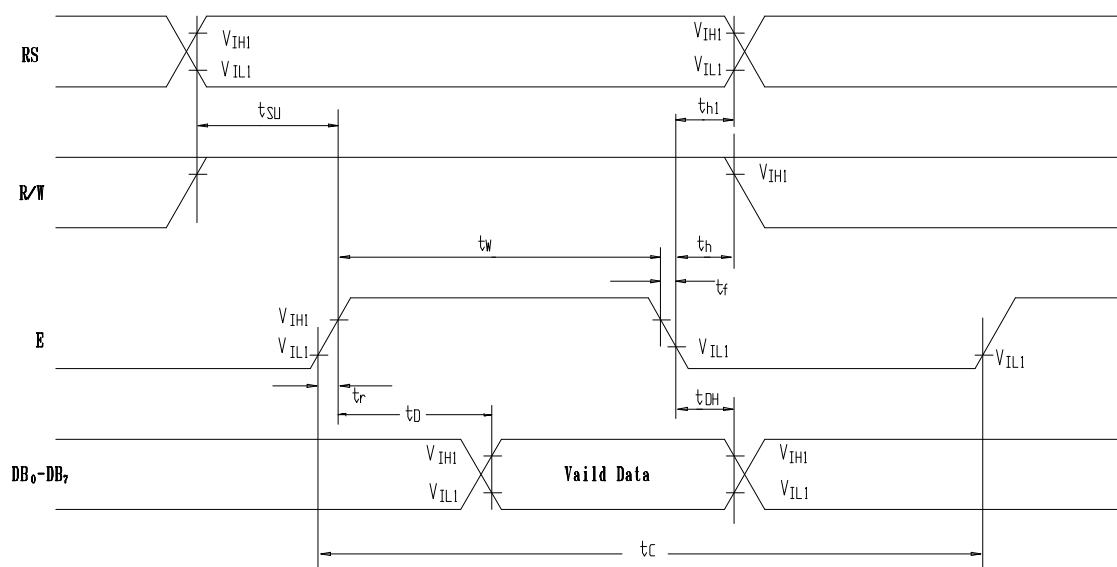 RS
VIH1
VIL1
VIH1
VIL1
tSU
th1
R/W
VIH1
tW
th
tf
E
VIH1
VIL1
VIL1
VIL1
tr
tD
tDH
DB₀-DB₇
VIH1
VIL1
Vaild Data
VIH1
VIL1
tC